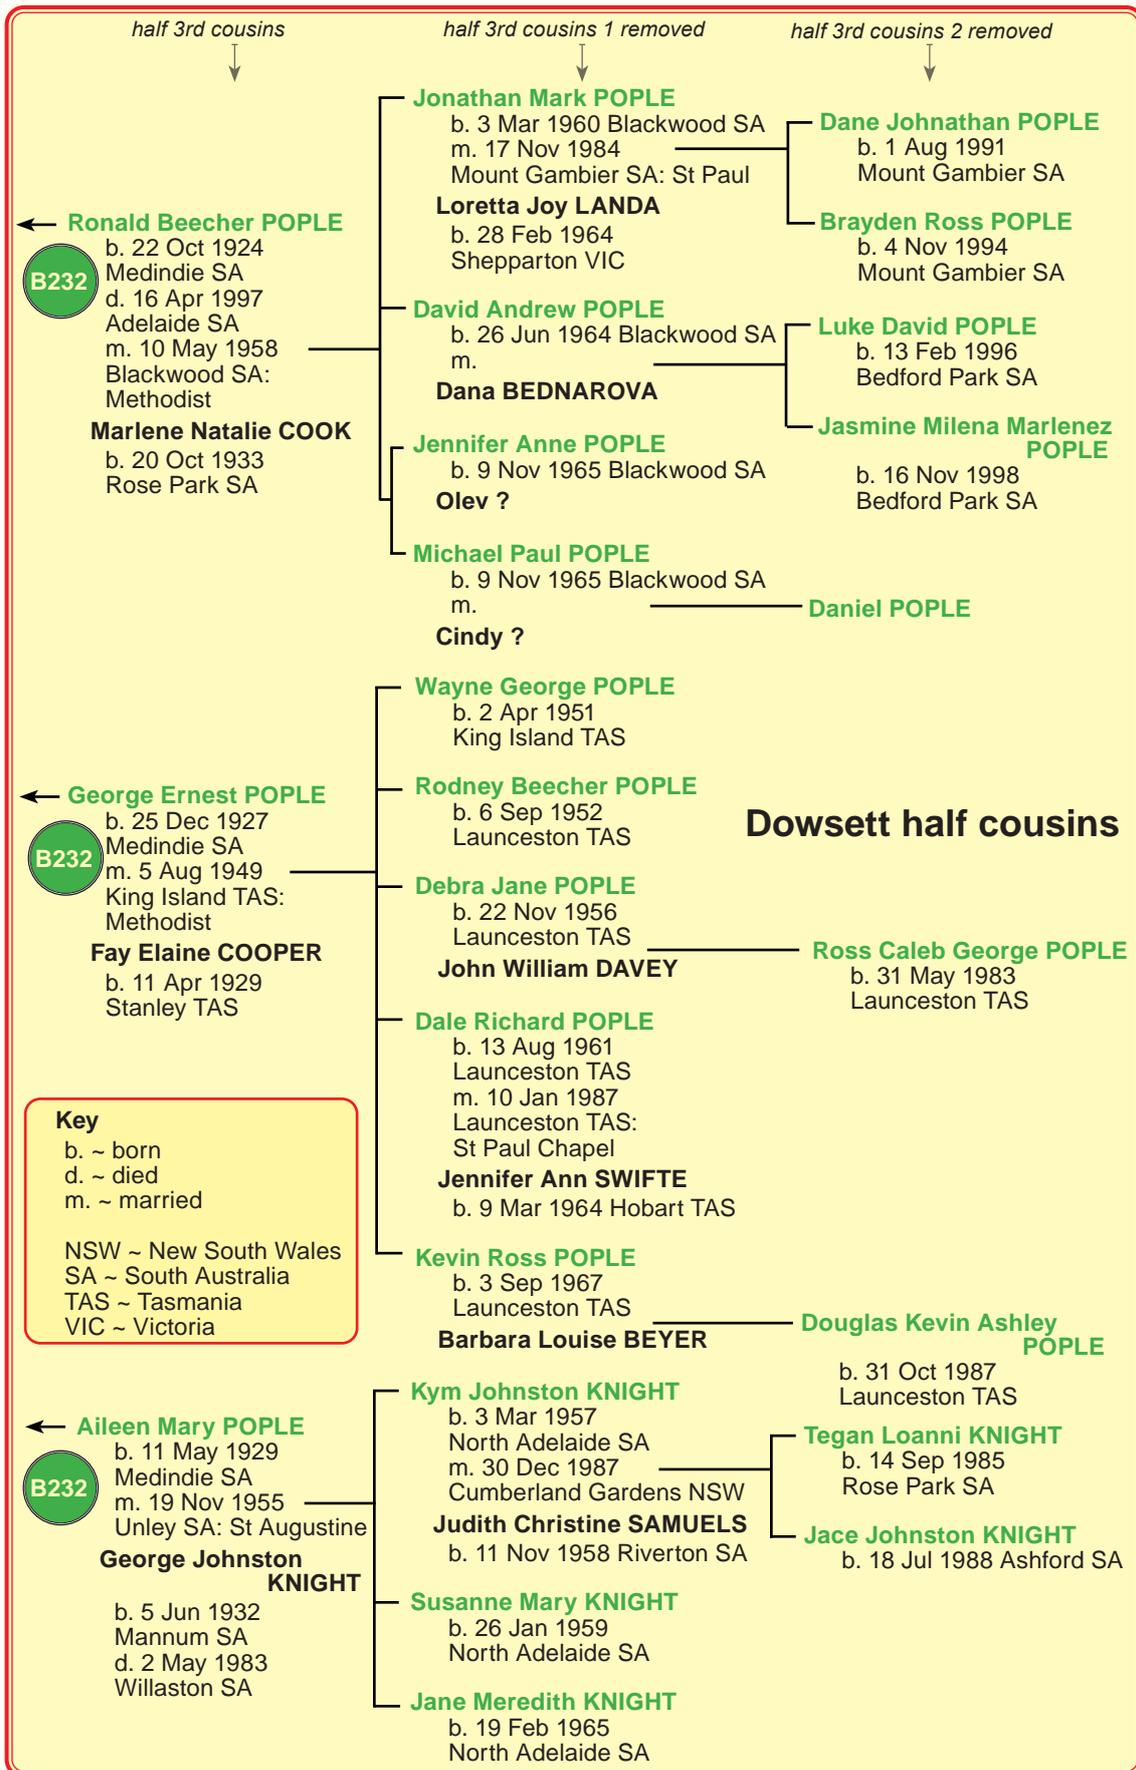 half 3rd cousins
half 3rd cousins 1 removed
half 3rd cousins 2 removed
Ronald Beecher POPLE
B232
b. 22 Oct 1924
Medindie SA
d. 16 Apr 1997
Adelaide SA
m. 10 May 1958
Blackwood SA:
Methodist
Marlene Natalie COOK
b. 20 Oct 1933
Rose Park SA
Jonathan Mark POPLE
b. 3 Mar 1960 Blackwood SA
m. 17 Nov 1984
Mount Gambier SA: St Paul
Loretta Joy LANDA
b. 28 Feb 1964
Shepparton VIC
Dane Johnathan POPLE
b. 1 Aug 1991
Mount Gambier SA
Brayden Ross POPLE
b. 4 Nov 1994
Mount Gambier SA
David Andrew POPLE
b. 26 Jun 1964 Blackwood SA
m.
Dana BEDNAROVA
Luke David POPLE
b. 13 Feb 1996
Bedford Park SA
Jasmine Milena Marlenez
POPLE
b. 16 Nov 1998
Bedford Park SA
Jennifer Anne POPLE
b. 9 Nov 1965 Blackwood SA
Olev ?
Michael Paul POPLE
b. 9 Nov 1965 Blackwood SA
m.
Cindy ?
Daniel POPLE
George Ernest POPLE
B232
b. 25 Dec 1927
Medindie SA
m. 5 Aug 1949
King Island TAS:
Methodist
Fay Elaine COOPER
b. 11 Apr 1929
Stanley TAS
Wayne George POPLE
b. 2 Apr 1951
King Island TAS
Rodney Beecher POPLE
b. 6 Sep 1952
Launceston TAS
Dowsett half cousins
Debra Jane POPLE
b. 22 Nov 1956
Launceston TAS
John William DAVEY
Ross Caleb George POPLE
b. 31 May 1983
Launceston TAS
Dale Richard POPLE
b. 13 Aug 1961
Launceston TAS
m. 10 Jan 1987
Launceston TAS:
St Paul Chapel
Jennifer Ann SWIFTE
b. 9 Mar 1964 Hobart TAS
Kevin Ross POPLE
b. 3 Sep 1967
Launceston TAS
Barbara Louise BEYER
Douglas Kevin Ashley
POPLE
b. 31 Oct 1987
Launceston TAS
Key
b. ~ born
d. ~ died
m. ~ married
NSW ~ New South Wales
SA ~ South Australia
TAS ~ Tasmania
VIC ~ Victoria
Aileen Mary POPLE
B232
b. 11 May 1929
Medindie SA
m. 19 Nov 1955
Unley SA: St Augustine
George Johnston
KNIGHT
b. 5 Jun 1932
Mannum SA
d. 2 May 1983
Willaston SA
Kym Johnston KNIGHT
b. 3 Mar 1957
North Adelaide SA
m. 30 Dec 1987
Cumberland Gardens NSW
Judith Christine SAMUELS
b. 11 Nov 1958 Riverton SA
Tegan Loanni KNIGHT
b. 14 Sep 1985
Rose Park SA
Jace Johnston KNIGHT
b. 18 Jul 1988 Ashford SA
Susanne Mary KNIGHT
b. 26 Jan 1959
North Adelaide SA
Jane Meredith KNIGHT
b. 19 Feb 1965
North Adelaide SA